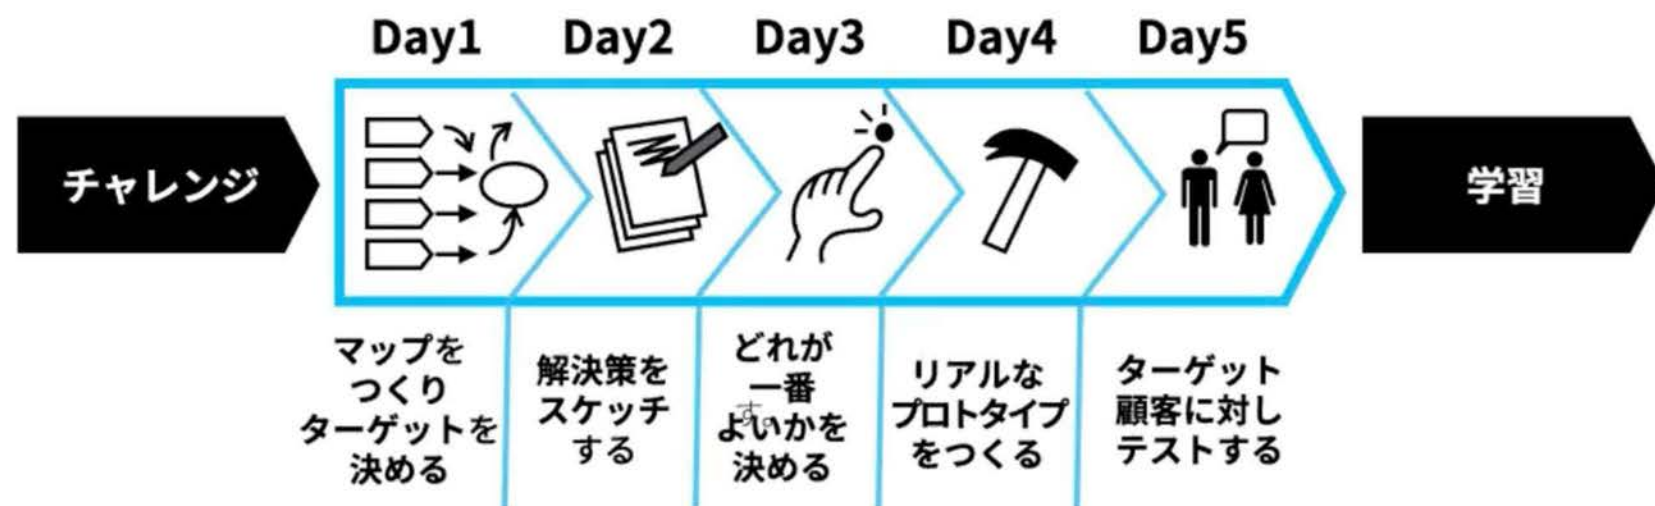 Day1
Day2
Day3
Day4
Day5
チャレンジ
学習
マップを
つくり
ターゲットを
決める
解決策を
スケッチ
する
どれが
一番
す。
よいかを
決める
リアルな
プロトタイプ
をつくる
ターゲット
顧客に対し
テストする